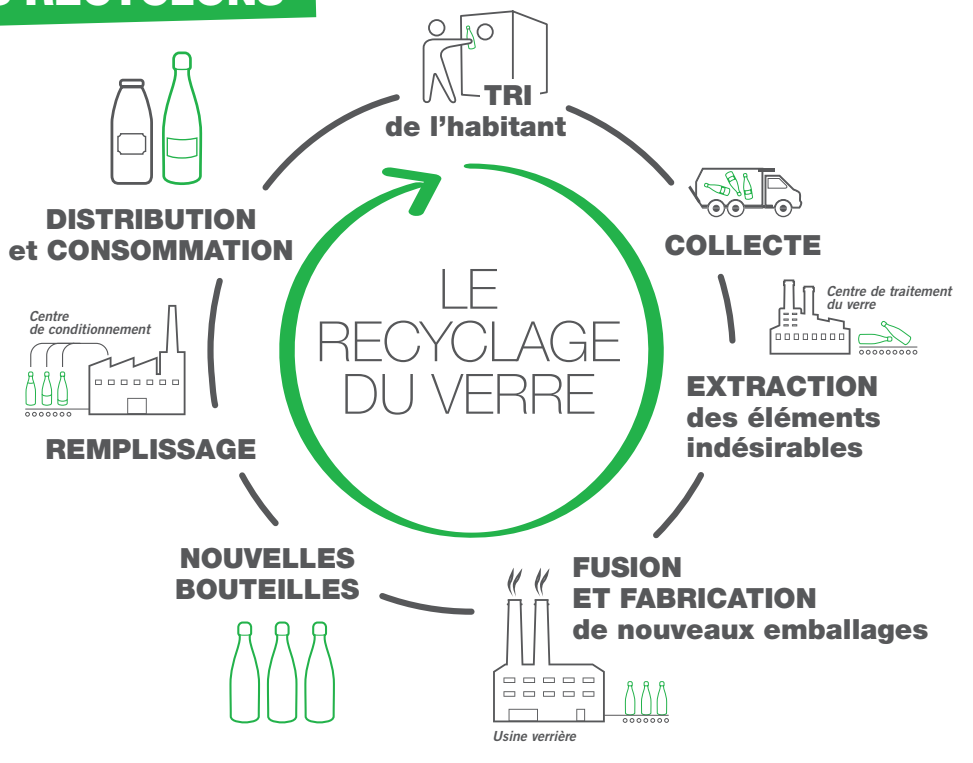 RECYCLONS
TRI
de l'habitant
COLLECTE
Centre de traitement
du verre
EXTRACTION
des éléments
indésirables
FUSION
ET FABRICATION
de nouveaux emballages
Usine verrière
NOUVELLES
BOUTEILLES
REMPLISSAGE
Centre
de conditionnement
DISTRIBUTION
et CONSOMMATION
LE
RECYCLAGE
DU VERRE